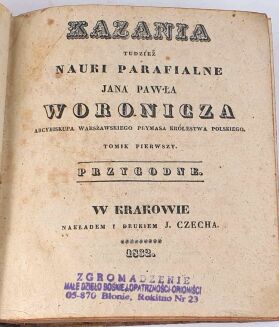 KAZANIA
TUDZIEŻ
NAUKI PARAFIALNE
JANA PAWŁA
WORONICZA
ARCYBISKUPA WARSZAWSKIEGO PRYMASA KRÓLESTWA POLSKIEGO.
TOMIK PIERWSZY.
PRZYGODNE.
W KRAKOWIE
NAKŁADEM I DRUKIEM J. CZECHA.
1832.
ZGROMADZENIE
MAŁE DZIEŁO BOSKIEJ OPATRZNOŚCI-ORIONIŚCI
05-870 Błonie, Rokitno Nr 23